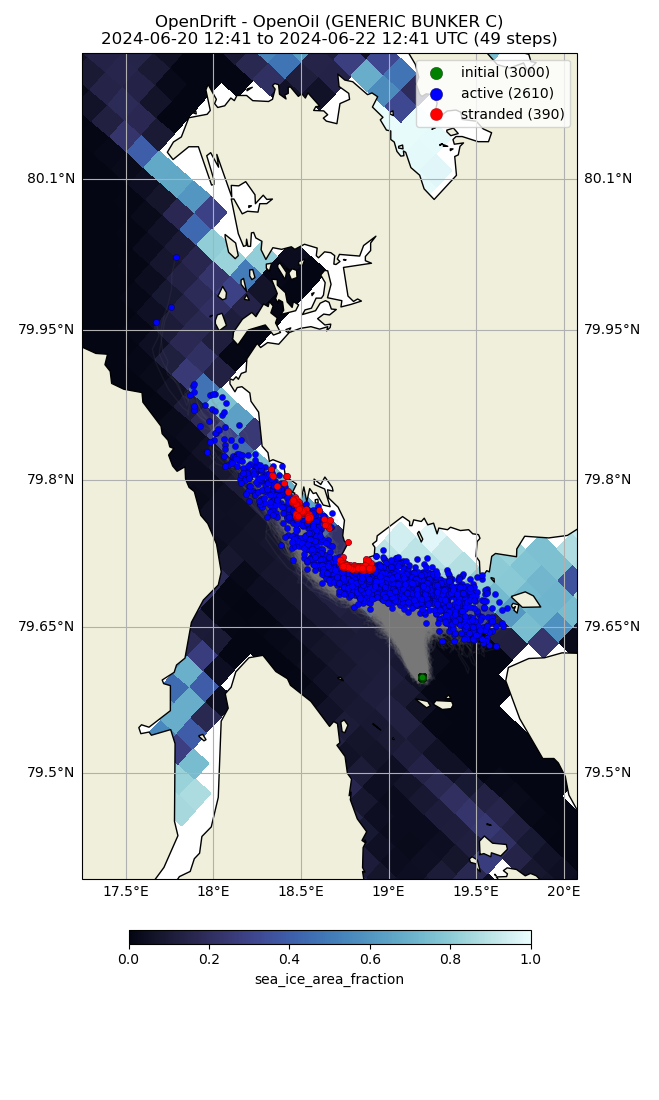 OpenDrift - OpenOil (GENERIC BUNKER C)
2024-06-20 12:41 to 2024-06-22 12:41 UTC (49 steps)
initial (3000)
active (2610)
stranded (390)
80.1°N 80.1°N
79.95°N 79.95°N
79.8°N 79.8°N
79.65°N 79.65°N
79.5°N 79.5°N
17.5°E 18°E 18.5°E 19°E 19.5°E 20°E
0.0 0.2 0.4 0.6 0.8 1.0
sea_ice_area_fraction